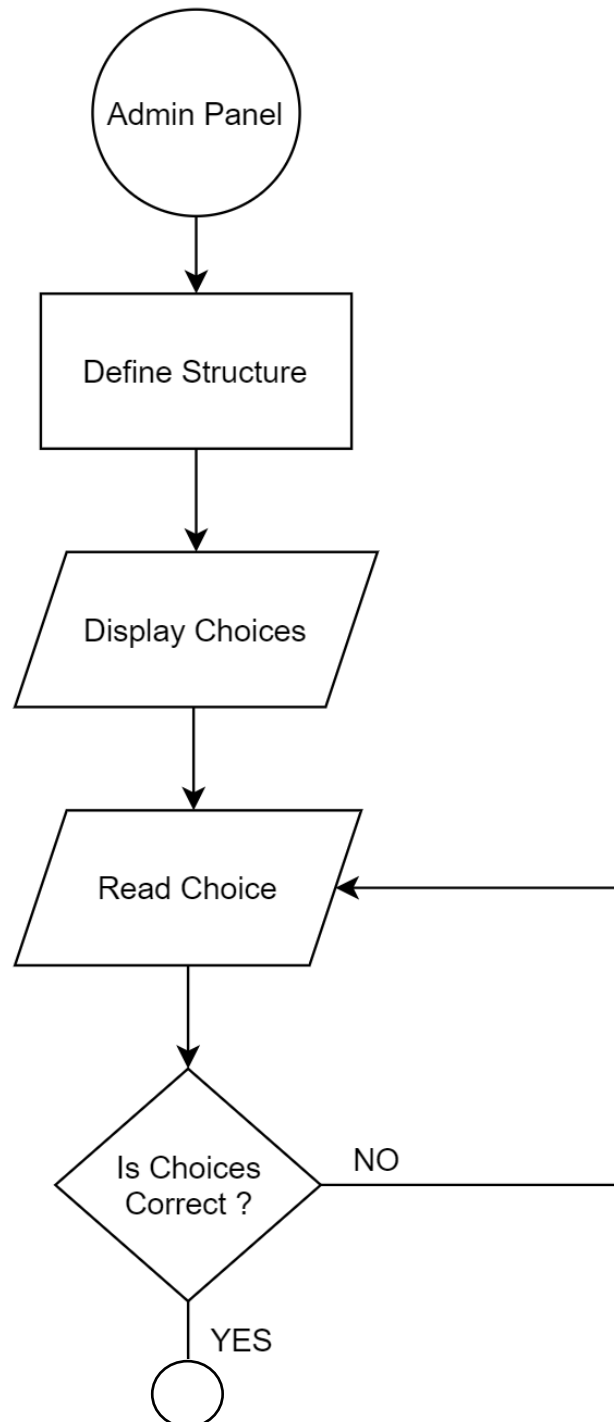 Admin Panel
Define Structure
Display Choices
Read Choice
Is Choices
Correct ?
NO
YES